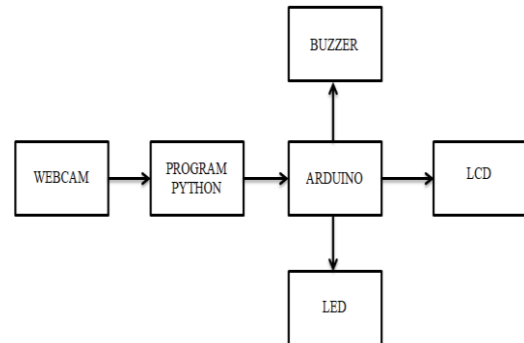 BUZZER
WEBCAM
PROGRAM
PYTHON
ARDUINO
LCD
LED